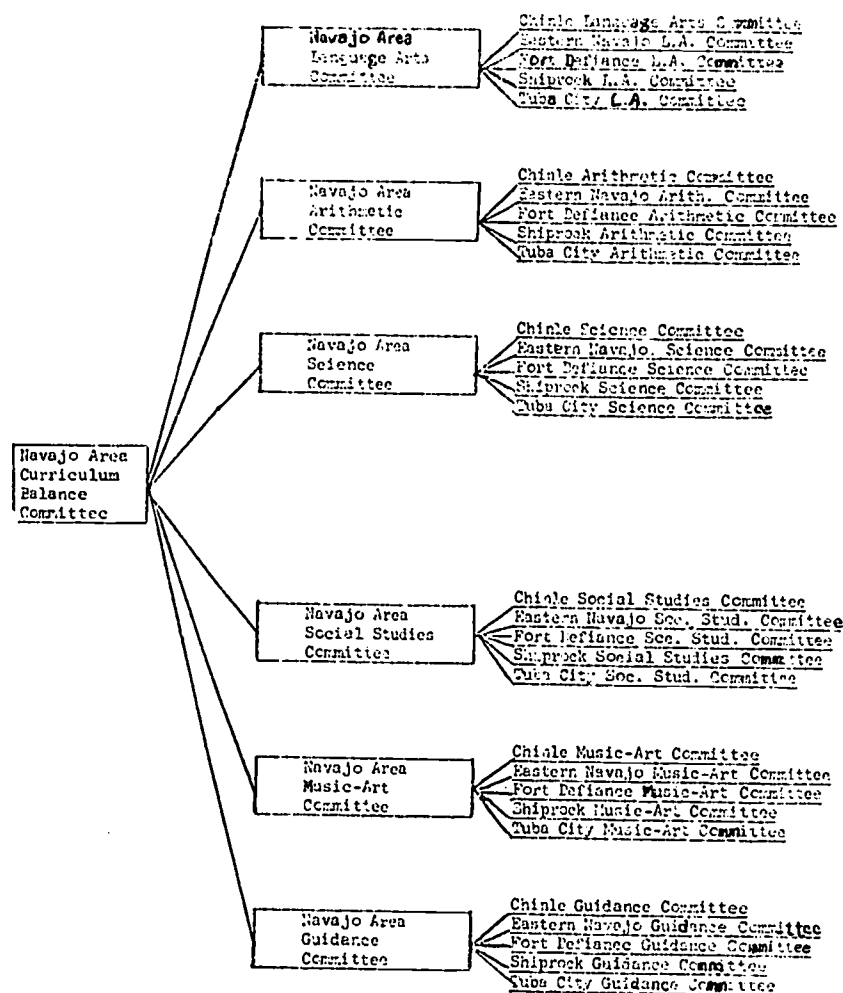 Navajo Area
Language Arts
Committee
Chinle Language Arts Committee
Eastern Navajo L.A. Committee
Fort Defiance L.A. Committee
Shiprock L.A. Committee
Tuba City L.A. Committee
Navajo Area
Arithmetic
Committee
Chinle Arithmetic Committee
Eastern Navajo Arith. Committee
Fort Defiance Arithmetic Committee
Shiprock Arithmetic Committee
Tuba City Arithmetic Committee
Navajo Area
Science
Committee
Chinle Science Committee
Eastern Navajo. Science Committee
Fort Defiance Science Committee
Shiprock Science Committee
Tuba City Science Committee
Navajo Area
Curriculum
Balance
Committee
Navajo Area
Social Studies
Committee
Chinle Social Studies Committee
Eastern Navajo Soc. Stud. Committee
Fort Defiance Soc. Stud. Committee
Shiprock Social Studies Committee
Tuba City Soc. Stud. Committee
Navajo Area
Music-Art
Committee
Chinle Music-Art Committee
Eastern Navajo Music-Art Committee
Fort Defiance Music-Art Committee
Shiprock Music-Art Committee
Tuba City Music-Art Committee
Navajo Area
Guidance
Committee
Chinle Guidance Committee
Eastern Navajo Guidance Committee
Fort Defiance Guidance Committee
Shiprock Guidance Committee
Tuba City Guidance Committee